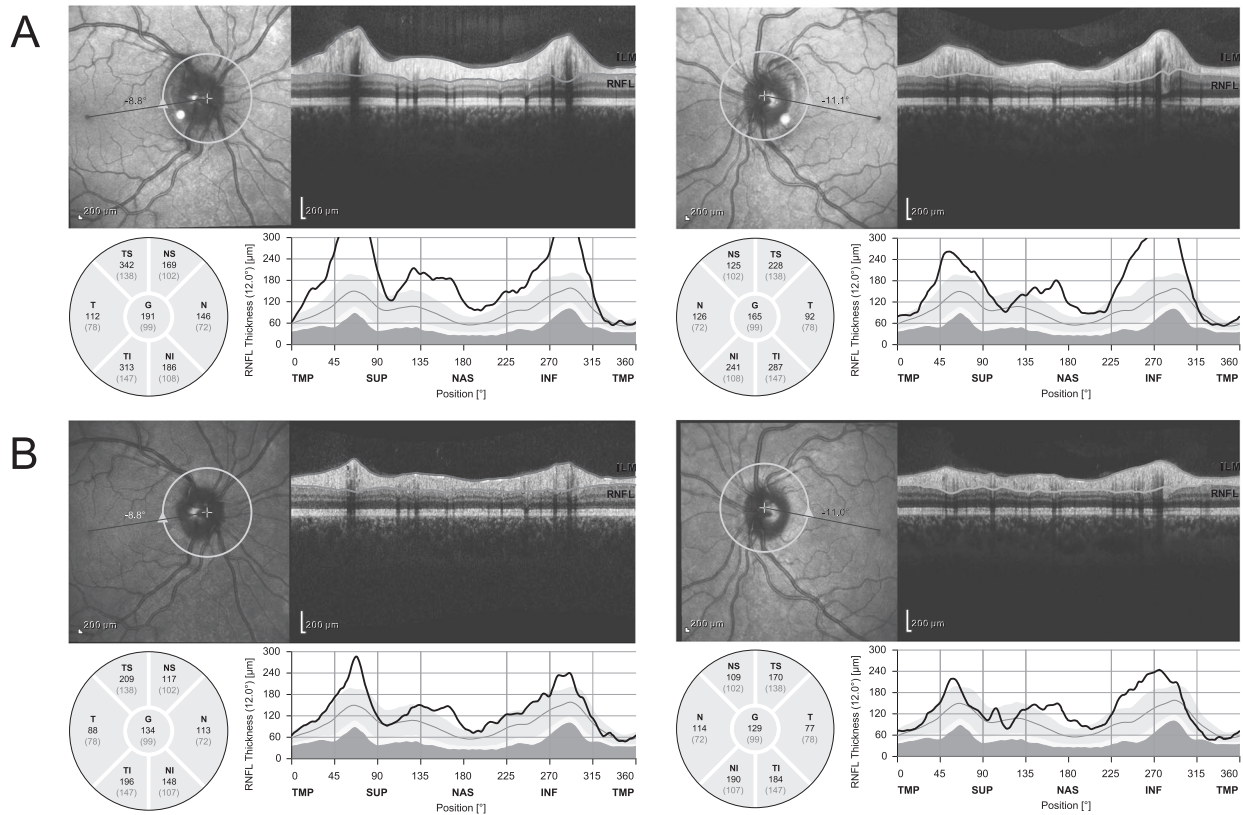 A
-8.8°
200 µm
ILM
RNFL
200 µm
-11.1°
200 µm
ILM
RNFL
200 µm
TS
342
(138)
NS
169
(102)
T
112
(78)
G
191
(99)
N
146
(72)
TI
313
(147)
NI
186
(108)
RNFL Thickness (12.0°) [µm]
300
240
180
120
60
0
0 45 90 135 180 225 270 315 360
TMP SUP NAS INF TMP
Position [°]
NS
125
(102)
TS
228
(138)
N
126
(72)
G
165
(99)
T
92
(78)
NI
241
(108)
TI
287
(147)
RNFL Thickness (12.0°) [µm]
300
240
180
120
60
0
0 45 90 135 180 225 270 315 360
TMP SUP NAS INF TMP
Position [°]
B
-8.8°
200 µm
ILM
RNFL
200 µm
-11.0°
200 µm
ILM
RNFL
200 µm
TS
209
(138)
NS
117
(102)
T
88
(78)
G
134
(99)
N
113
(72)
TI
196
(147)
NI
148
(107)
RNFL Thickness (12.0°) [µm]
300
240
180
120
60
0
0 45 90 135 180 225 270 315 360
TMP SUP NAS INF TMP
Position [°]
NS
109
(102)
TS
170
(138)
N
114
(72)
G
129
(99)
T
77
(78)
NI
190
(107)
TI
184
(147)
RNFL Thickness (12.0°) [µm]
300
240
180
120
60
0
0 45 90 135 180 225 270 315 360
TMP SUP NAS INF TMP
Position [°]